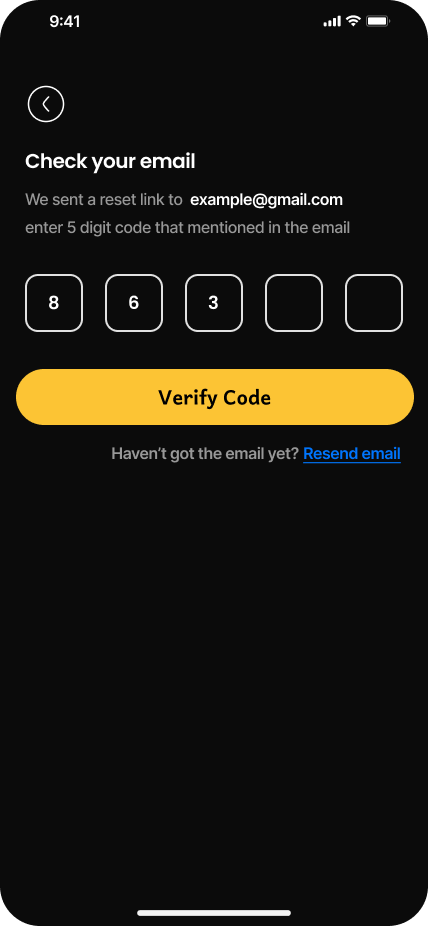 9:41
Check your email
We sent a reset link to example@gmail.com
enter 5 digit code that mentioned in the email
8 6 3
Verify Code
Haven’t got the email yet? Resend email